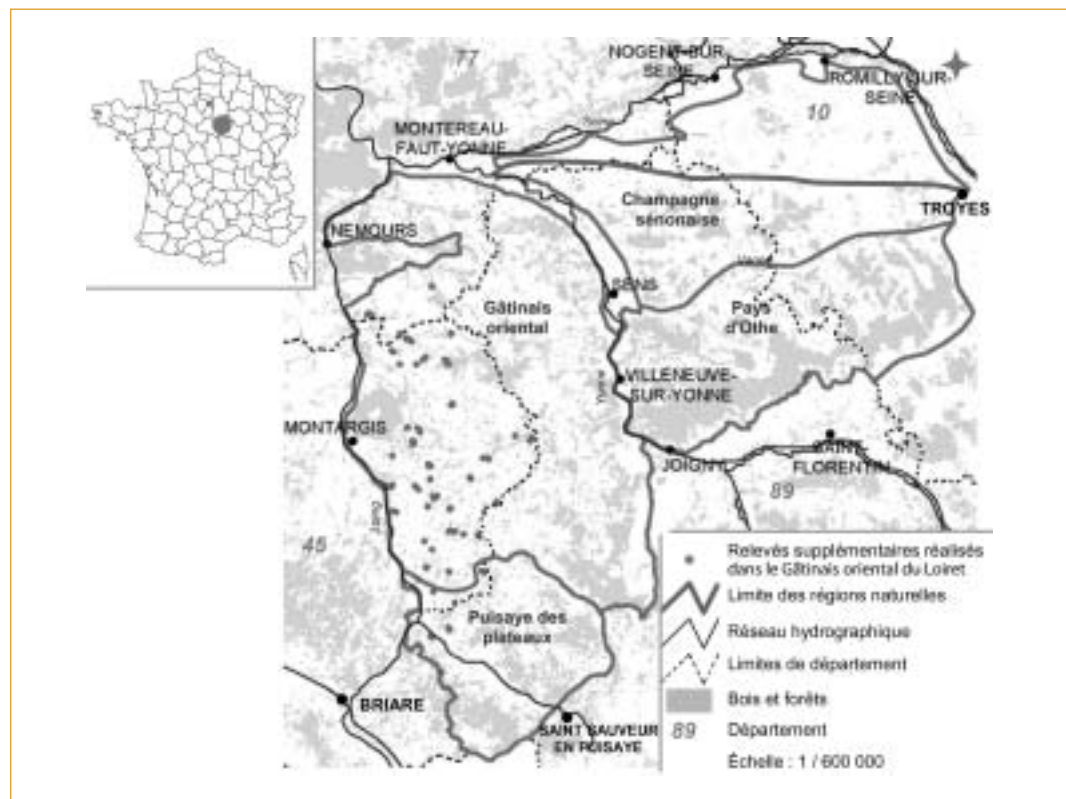 77
NOGENT-SUR-
SEINE
ROMILLY-SUR-
SEINE
10
MONTEREAU-
FAUT-YONNE
Champagne
sénonaise
TROYES
NEMOURS
SENS
Gâtinais
oriental
Pays
d'Othe
Yonne
VILLENEUVE-
SUR-YONNE
MONTARGIS
JOIGNY
SAINT-
FLORENTIN
89
Loing
45
Puisaye des
plateaux
BRIARE
SAINT SAUVEUR
EN PUISAYE
Relevés supplémentaires réalisés
dans le Gâtinais oriental du Loiret
Limite des régions naturelles
Réseau hydrographique
Limites de département
Bois et forêts
89 Département
Échelle : 1 / 600 000